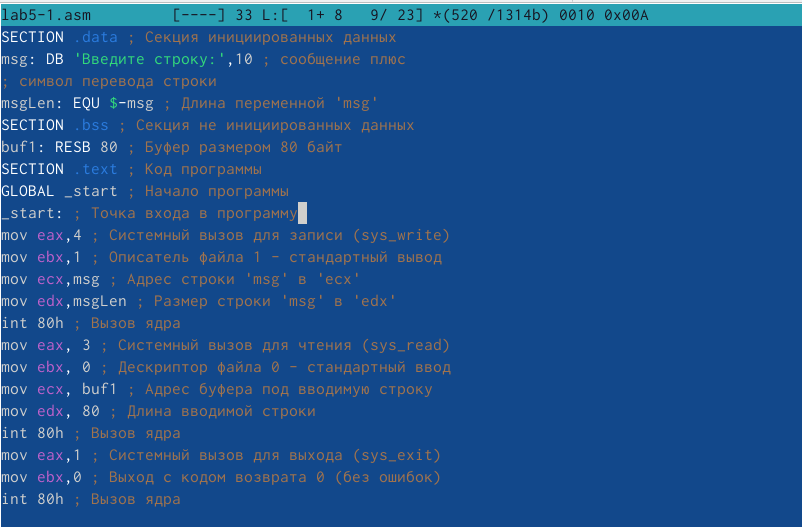 lab5-1.asm [----] 33 L:[ 1+ 8 9/ 23] *(520 /1314b) 0010 0x00A
SECTION .data ; Секция инициированных данных
msg: DB 'Введите строку:',10 ; сообщение плюс
; символ перевода строки
msgLen: EQU $-msg ; Длина переменной 'msg'
SECTION .bss ; Секция не инициированных данных
buf1: RESB 80 ; Буфер размером 80 байт
SECTION .text ; Код программы
GLOBAL _start ; Начало программы
_start: ; Точка входа в программу
mov eax,4 ; Системный вызов для записи (sys_write)
mov ebx,1 ; Описатель файла 1 - стандартный вывод
mov ecx,msg ; Адрес строки 'msg' в 'ecx'
mov edx,msgLen ; Размер строки 'msg' в 'edx'
int 80h ; Вызов ядра
mov eax, 3 ; Системный вызов для чтения (sys_read)
mov ebx, 0 ; Дескриптор файла 0 - стандартный ввод
mov ecx, buf1 ; Адрес буфера под вводимую строку
mov edx, 80 ; Длина вводимой строки
int 80h ; Вызов ядра
mov eax,1 ; Системный вызов для выхода (sys_exit)
mov ebx,0 ; Выход с кодом возврата 0 (без ошибок)
int 80h ; Вызов ядра